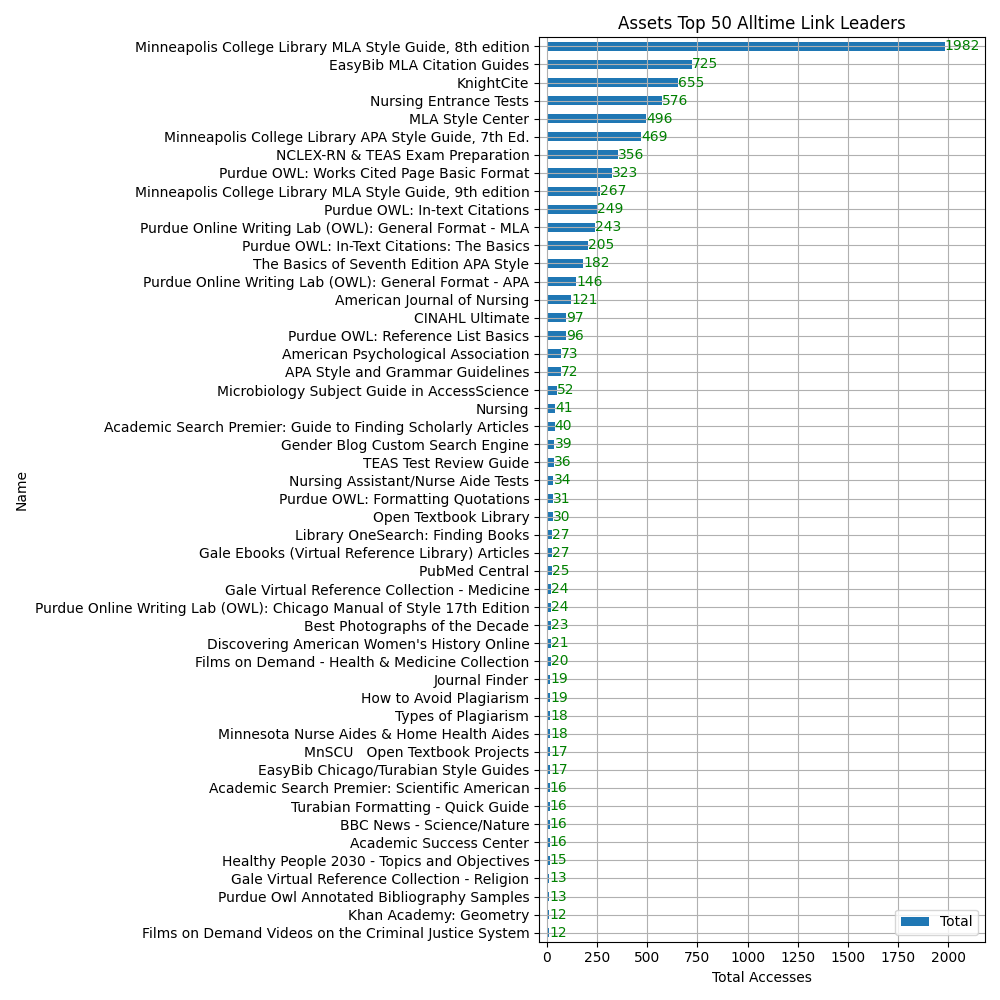 Assets Top 50 Alltime Link Leaders
Minneapolis College Library MLA Style Guide, 8th edition 1982
EasyBib MLA Citation Guides 725
KnightCite 655
Nursing Entrance Tests 576
MLA Style Center 496
Minneapolis College Library APA Style Guide, 7th Ed. 469
NCLEX-RN & TEAS Exam Preparation 356
Purdue OWL: Works Cited Page Basic Format 323
Minneapolis College Library MLA Style Guide, 9th edition 267
Purdue OWL: In-text Citations 249
Purdue Online Writing Lab (OWL): General Format - MLA 243
Purdue OWL: In-Text Citations: The Basics 205
The Basics of Seventh Edition APA Style 182
Purdue Online Writing Lab (OWL): General Format - APA 146
American Journal of Nursing 121
CINAHL Ultimate 97
Purdue OWL: Reference List Basics 96
American Psychological Association 73
APA Style and Grammar Guidelines 72
Microbiology Subject Guide in AccessScience 52
Nursing 41
Academic Search Premier: Guide to Finding Scholarly Articles 40
Gender Blog Custom Search Engine 39
TEAS Test Review Guide 36
Nursing Assistant/Nurse Aide Tests 34
Purdue OWL: Formatting Quotations 31
Open Textbook Library 30
Library OneSearch: Finding Books 27
Gale Ebooks (Virtual Reference Library) Articles 27
PubMed Central 25
Gale Virtual Reference Collection - Medicine 24
Purdue Online Writing Lab (OWL): Chicago Manual of Style 17th Edition 24
Best Photographs of the Decade 23
Discovering American Women's History Online 21
Films on Demand - Health & Medicine Collection 20
Journal Finder 19
How to Avoid Plagiarism 19
Types of Plagiarism 18
Minnesota Nurse Aides & Home Health Aides 18
MnSCU   Open Textbook Projects 17
EasyBib Chicago/Turabian Style Guides 17
Academic Search Premier: Scientific American 16
Turabian Formatting - Quick Guide 16
BBC News - Science/Nature 16
Academic Success Center 16
Healthy People 2030 - Topics and Objectives 15
Gale Virtual Reference Collection - Religion 13
Purdue Owl Annotated Bibliography Samples 13
Khan Academy: Geometry 12
Films on Demand Videos on the Criminal Justice System 12
Name
Total
0 250 500 750 1000 1250 1500 1750 2000
Total Accesses